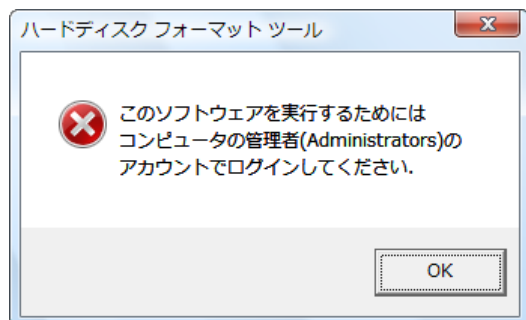 ハードディスク フォーマット ツール
このソフトウェアを実行するためには
コンピュータの管理者(Administrators)の
アカウントでログインしてください.
OK